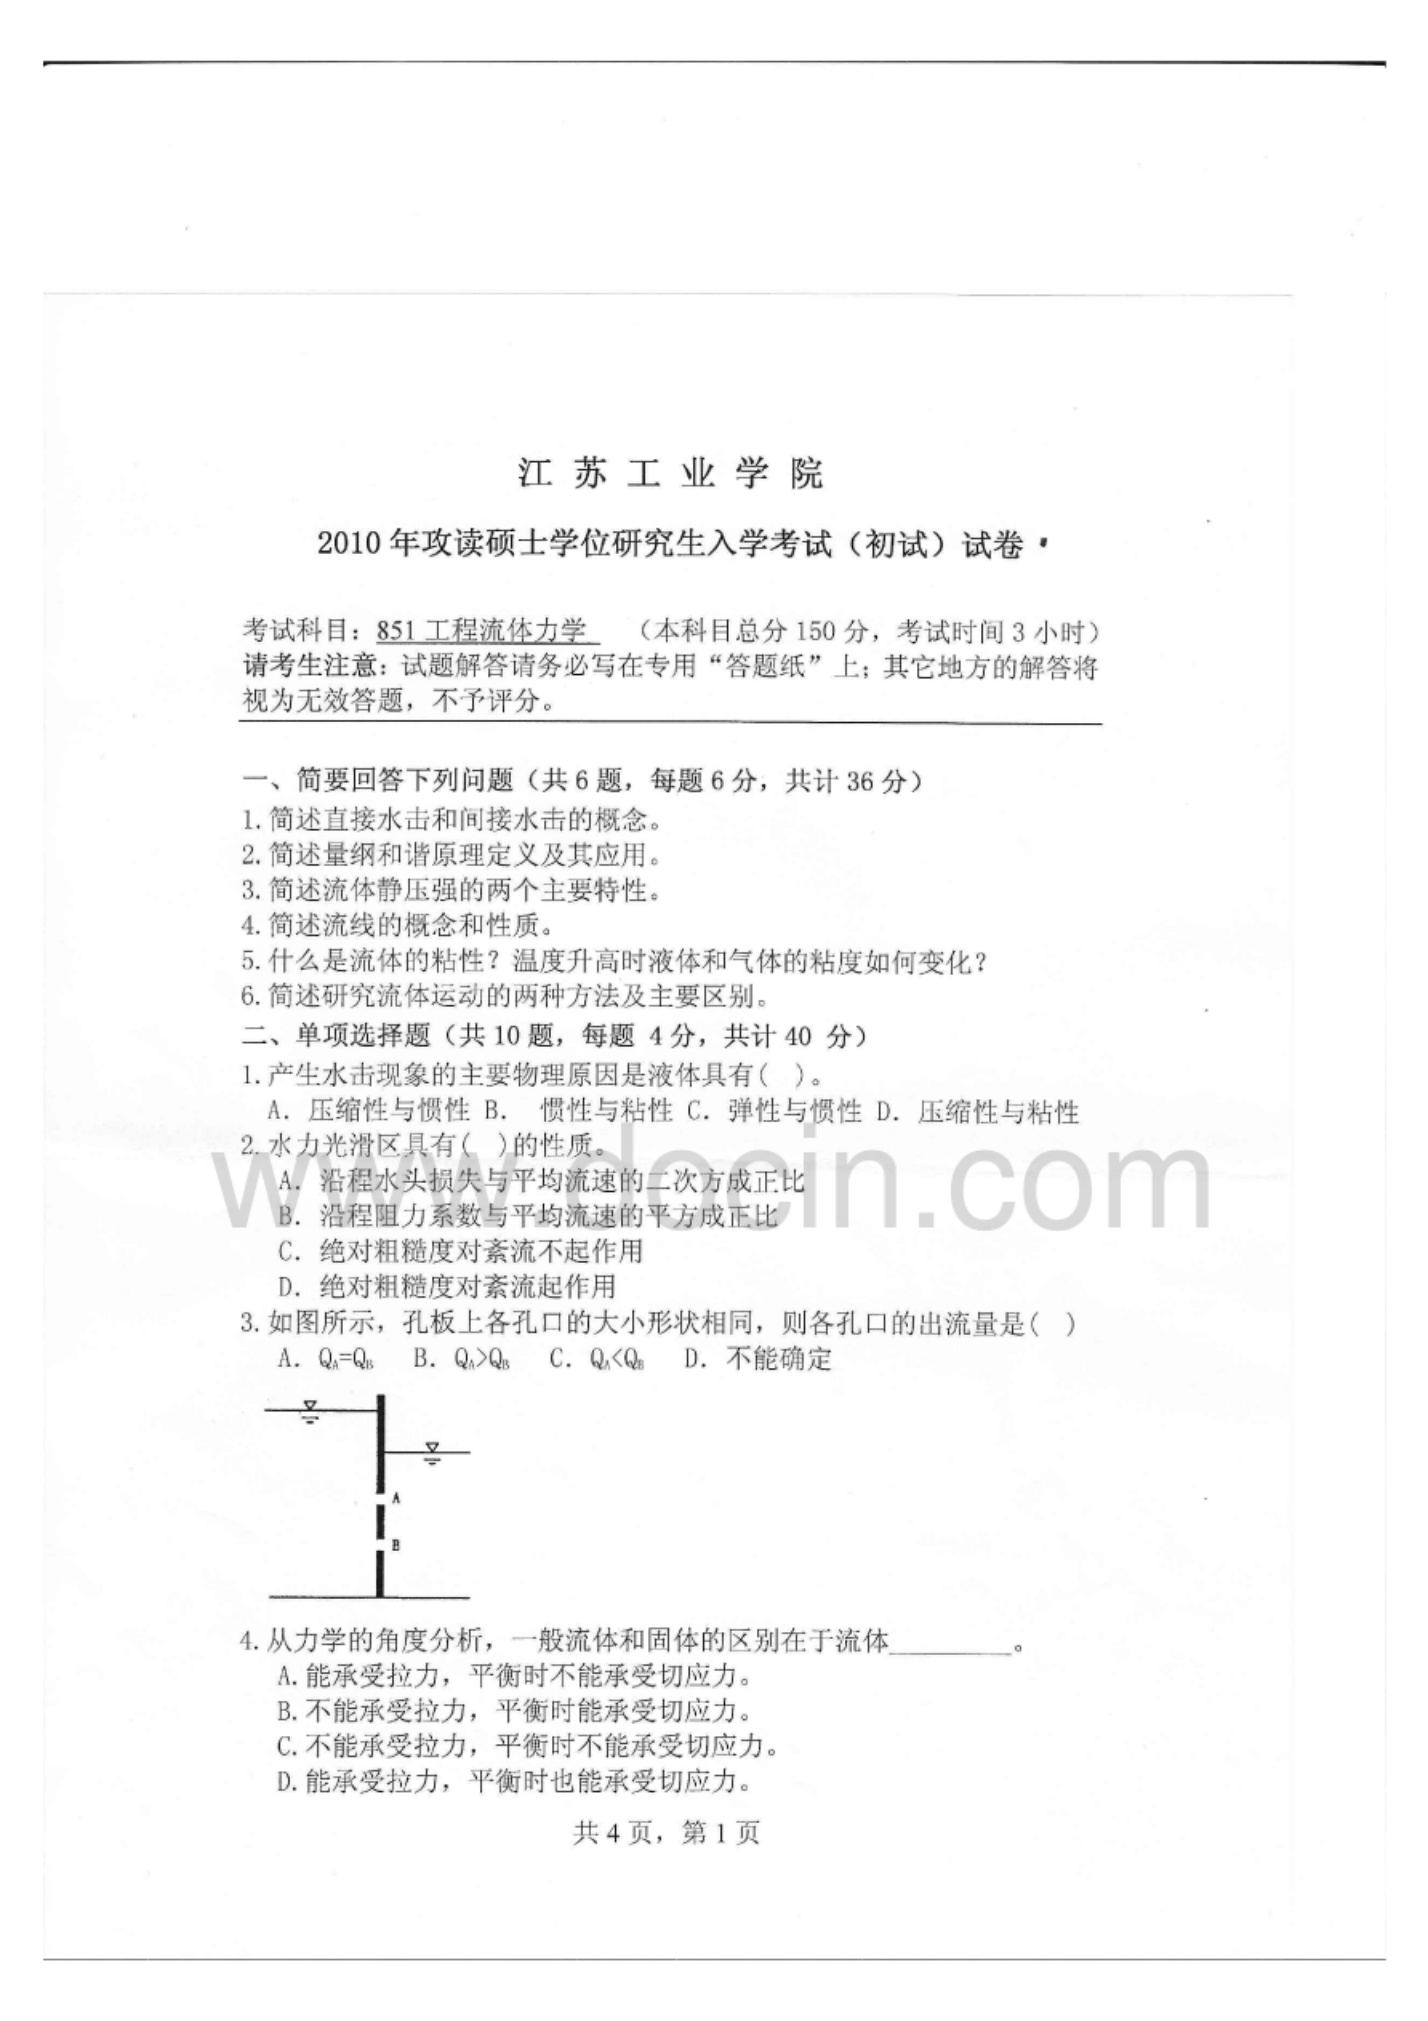 江苏工业学院
2010年攻读硕士学位研究生入学考试（初试）试卷
考试科目：851工程流体力学 （本科目总分150分，考试时间3小时）
请考生注意：试题解答请务必写在专用“答题纸”上；其它地方的解答将
视为无效答题，不予评分。
一、简要回答下列问题（共6题，每题6分，共计36分）
1.简述直接水击和间接水击的概念。
2.简述量纲和谐原理定义及其应用。
3.简述流体静压强的两个主要特性。
4.简述流线的概念和性质。
5.什么是流体的粘性？温度升高时液体和气体的粘度如何变化？
6.简述研究流体运动的两种方法及主要区别。
二、单项选择题（共10题，每题 4分，共计40 分）
1.产生水击现象的主要物理原因是液体具有( )。
A．压缩性与惯性 B． 惯性与粘性 C．弹性与惯性 D．压缩性与粘性
2.水力光滑区具有( )的性质。
A．沿程水头损失与平均流速的二次方成正比
www.docin.com
B．沿程阻力系数与平均流速的平方成正比
C．绝对粗糙度对紊流不起作用
D．绝对粗糙度对紊流起作用
3.如图所示，孔板上各孔口的大小形状相同，则各孔口的出流量是( )
A．QA=QB B．QA>QB C．QA<QB D．不能确定
A
B
4.从力学的角度分析，一般流体和固体的区别在于流体_________。
A.能承受拉力，平衡时不能承受切应力。
B.不能承受拉力，平衡时能承受切应力。
C.不能承受拉力，平衡时不能承受切应力。
D.能承受拉力，平衡时也能承受切应力。
共4页，第1页